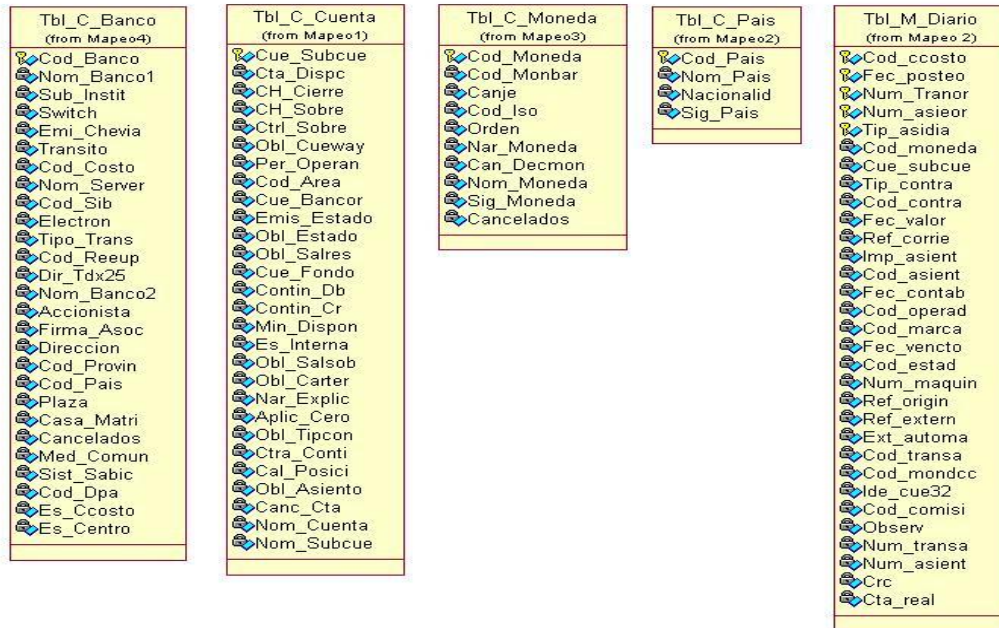 Tbl_C_Banco
(from Mapeo4)
Cod_Banco
Nom_Banco1
Sub_Instit
Switch
Emi_Chevia
Transito
Cod_Costo
Nom_Server
Cod_Sib
Electron
Tipo_Trans
Cod_Reeup
Dir_Tdx25
Nom_Banco2
Accionista
Firma_Asoc
Direccion
Cod_Provin
Cod_Pais
Plaza
Casa_Matri
Cancelados
Med_Comun
Sist_Sabic
Cod_Dpa
Es_Ccosto
Es_Centro
Tbl_C_Cuenta
(from Mapeo1)
Cue_Subcue
Cta_Dispc
CH_Cierre
CH_Sobre
Ctrl_Sobre
Obl_Cueway
Per_Operan
Cod_Area
Cue_Bancor
Emis_Estado
Obl_Estado
Obl_Salres
Cue_Fondo
Contin_Db
Contin_Cr
Min_Dispon
Es_Interna
Obl_Salsob
Obl_Carter
Nar_Explic
Aplic_Cero
Obl_Tipcon
Ctra_Conti
Cal_Posici
Obl_Asiento
Canc_Cta
Nom_Cuenta
Nom_Subcue
Tbl_C_Moneda
(from Mapeo3)
Cod_Moneda
Cod_Monbar
Canje
Cod_Iso
Orden
Nar_Moneda
Can_Decmon
Nom_Moneda
Sig_Moneda
Cancelados
Tbl_C_Pais
(from Mapeo2)
Cod_Pais
Nom_Pais
Nacionalid
Sig_Pais
Tbl_M_Diario
(from Mapeo 2)
Cod_ccosto
Fec_posteo
Num_Tranor
Num_asieor
Tip_asidia
Cod_moneda
Cue_subcue
Tip_contra
Cod_contra
Fec_valor
Ref_corrie
Imp_asient
Cod_asient
Fec_contab
Cod_operad
Cod_marca
Fec_vencto
Cod_estad
Num_maquin
Ref_origin
Ref_extern
Ext_automa
Cod_transa
Cod_mondcc
Ide_cue32
Cod_comisi
Observ
Num_transa
Num_asient
Crc
Cta_real